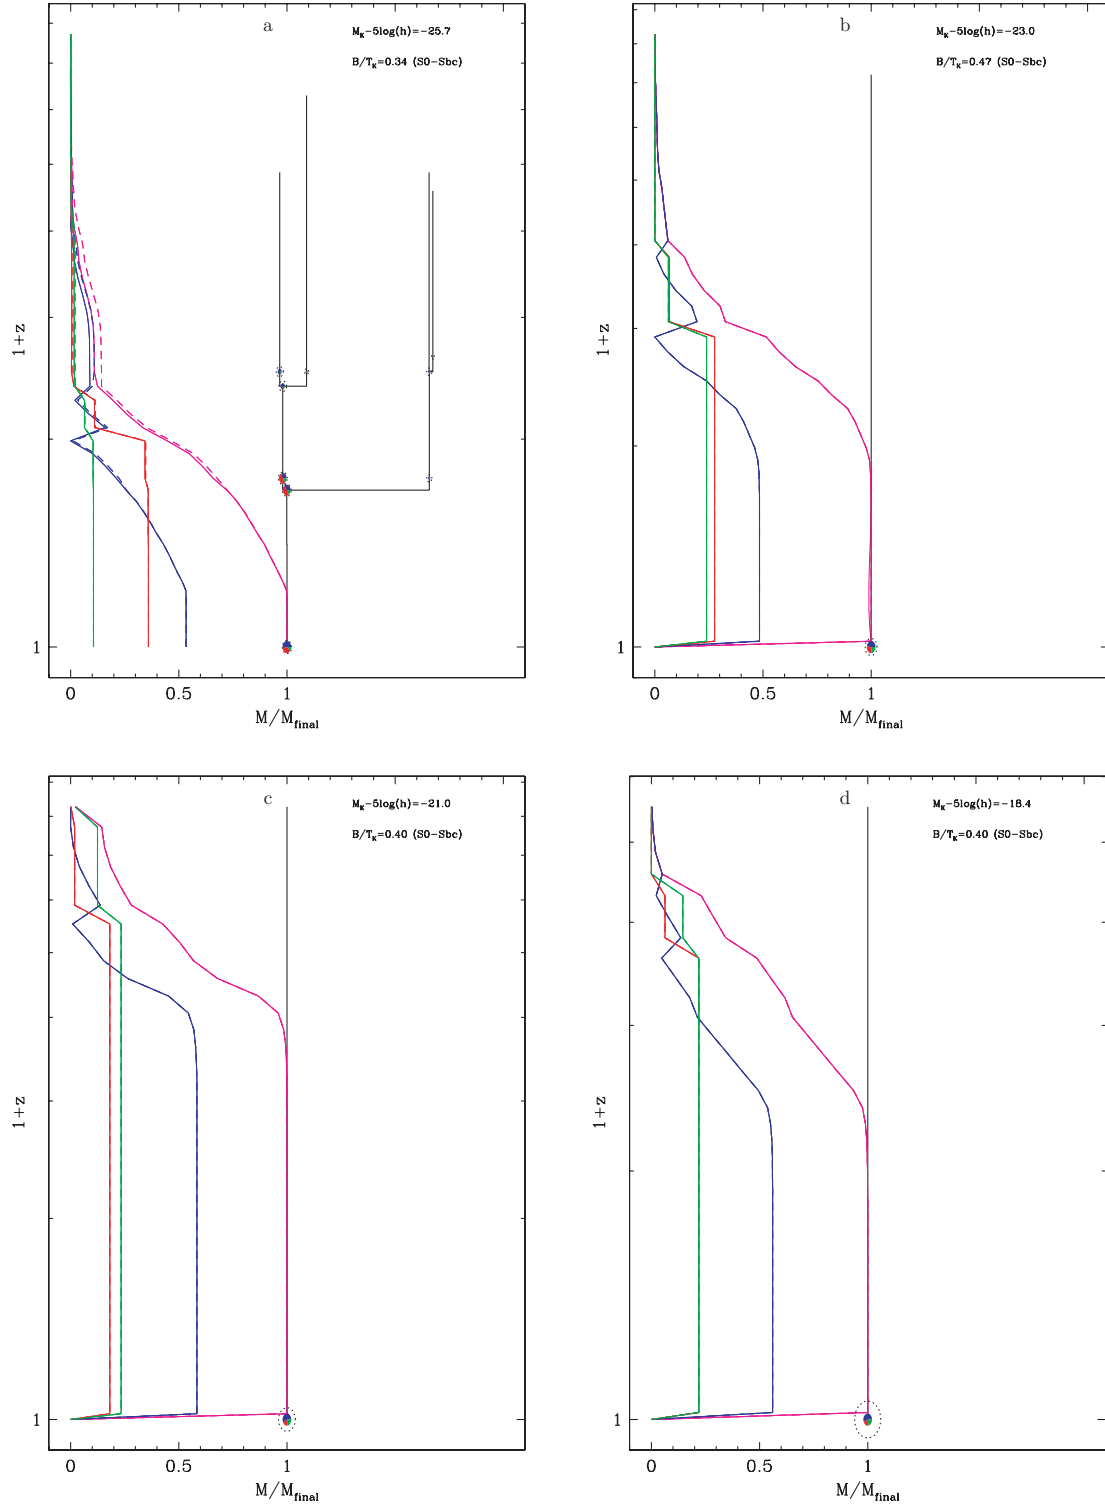 a
M_K-5log(h)=-25.7
B/T_K=0.34 (S0-Sbc)
1+z
1
0 0.5 1
M/M_final
b
M_K-5log(h)=-23.0
B/T_K=0.47 (S0-Sbc)
1+z
1
0 0.5 1
M/M_final
c
M_K-5log(h)=-21.0
B/T_K=0.40 (S0-Sbc)
1+z
1
0 0.5 1
M/M_final
d
M_K-5log(h)=-18.4
B/T_K=0.40 (S0-Sbc)
1+z
1
0 0.5 1
M/M_final